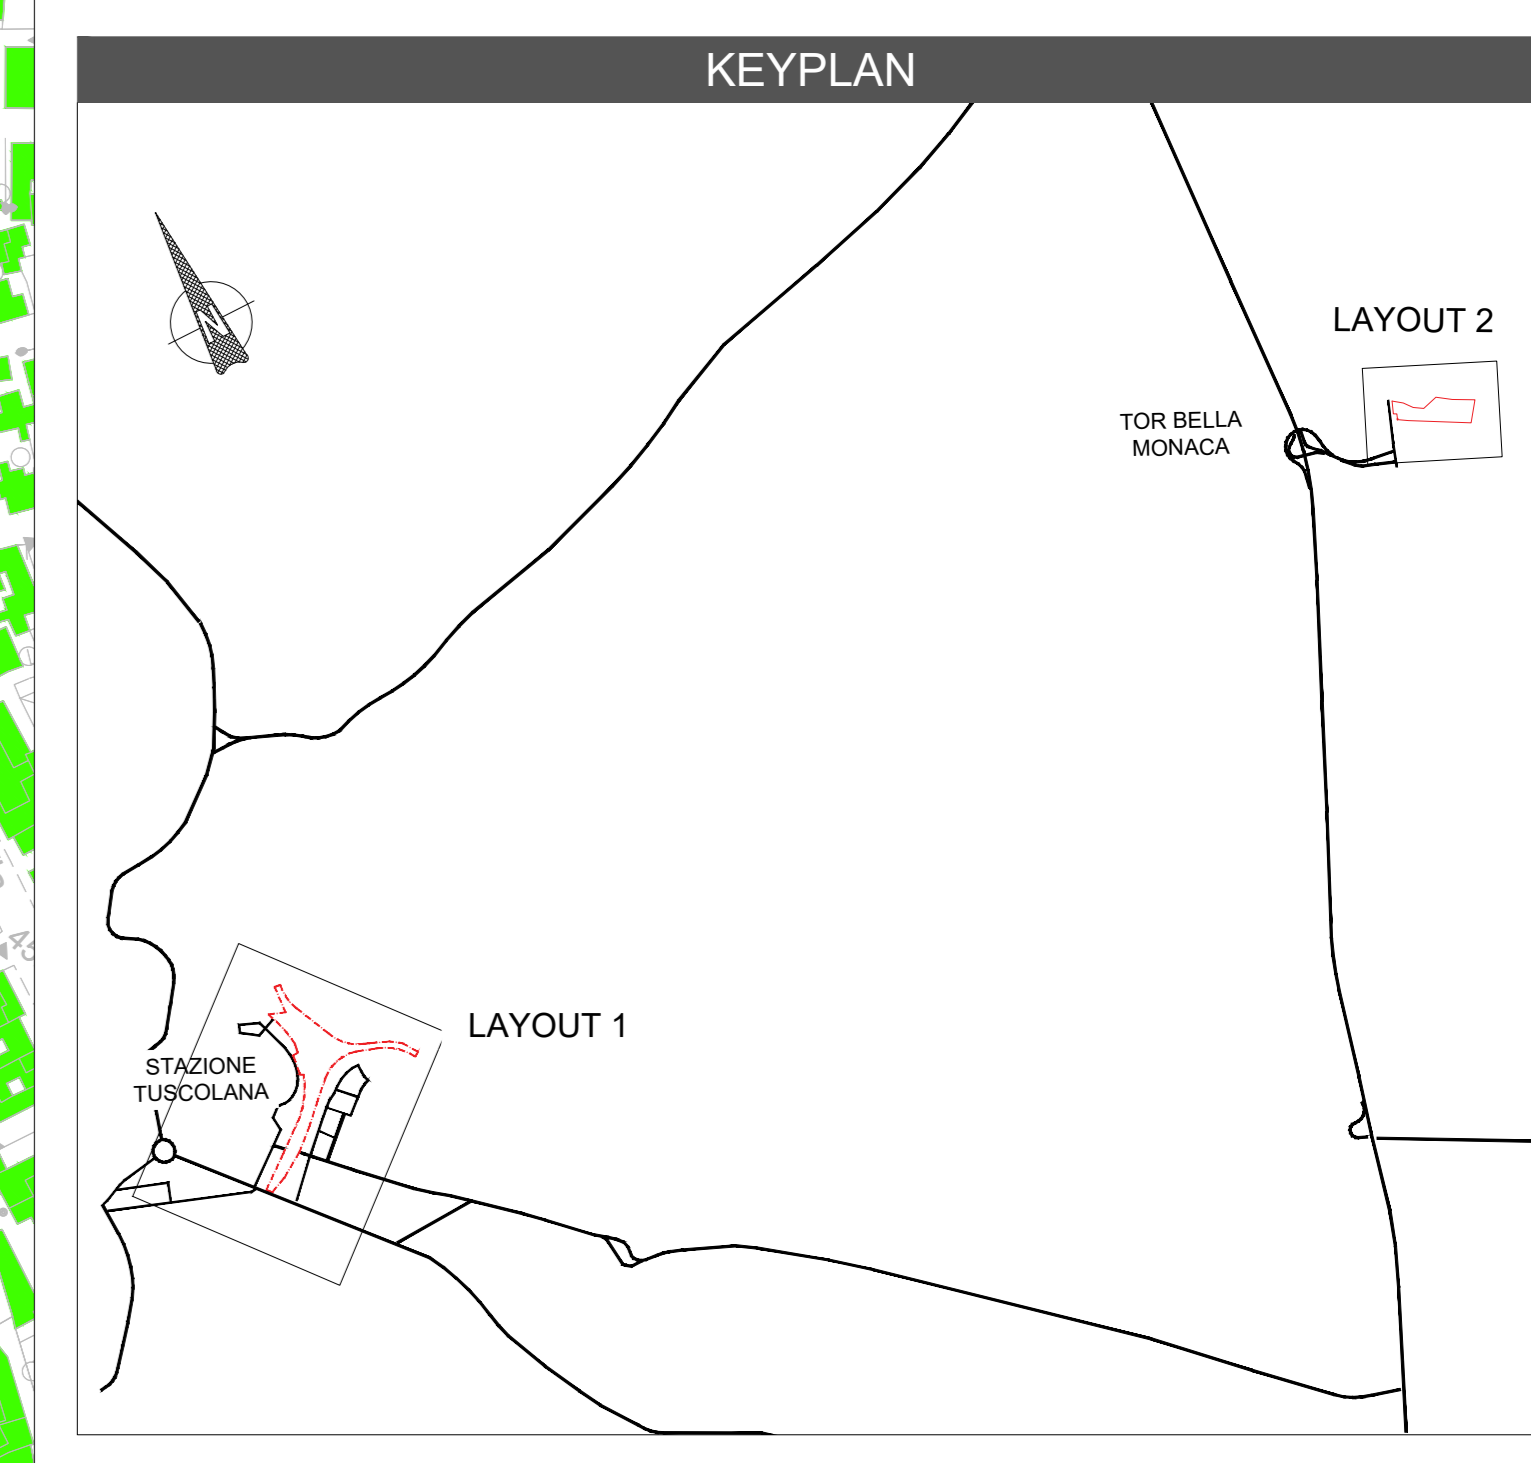 KEYPLAN
N
LAYOUT 2
TOR BELLA
MONACA
LAYOUT 1
STAZIONE
TUSCOLANA